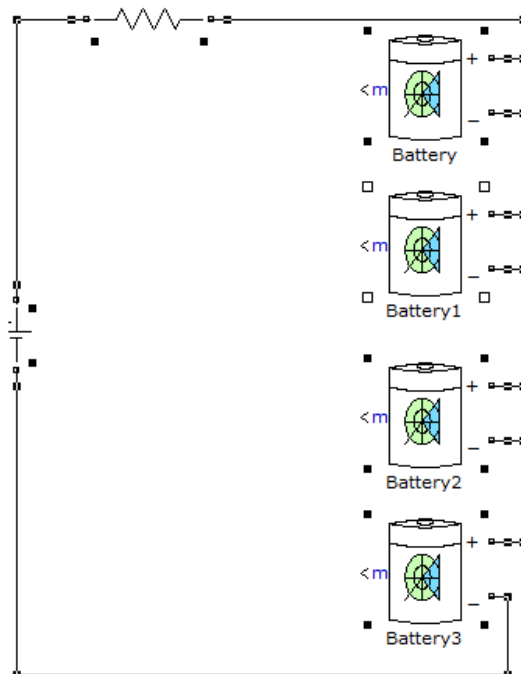 +
<m
−
Battery
+
<m
−
Battery1
+
<m
−
Battery2
+
<m
−
Battery3